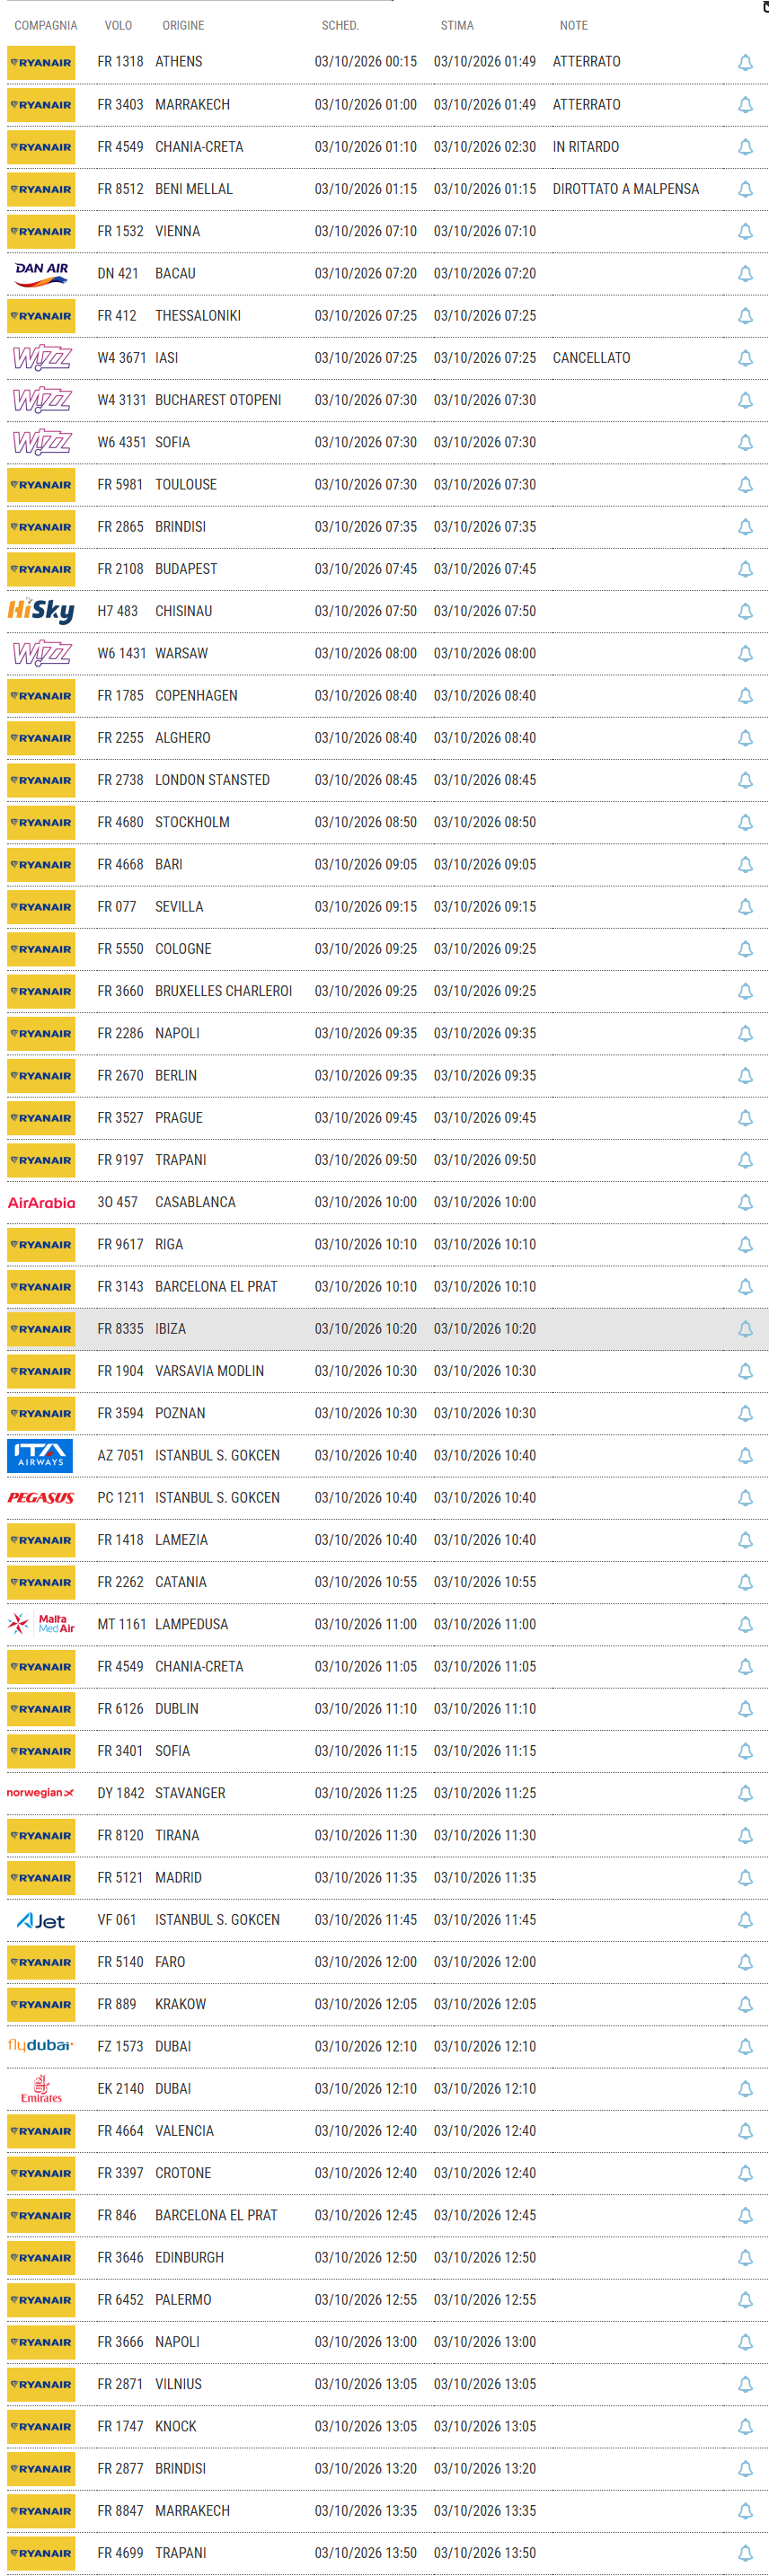 COMPAGNIA VOLO ORIGINE SCHED. STIMA NOTE
RYANAIR FR 1318 ATHENS 03/10/2026 00:15 03/10/2026 01:49 ATTERRATO
RYANAIR FR 3403 MARRAKECH 03/10/2026 01:00 03/10/2026 01:49 ATTERRATO
RYANAIR FR 4549 CHANIA-CRETA 03/10/2026 01:10 03/10/2026 02:30 IN RITARDO
RYANAIR FR 8512 BENI MELLAL 03/10/2026 01:15 03/10/2026 01:15 DIROTTATO A MALPENSA
RYANAIR FR 1532 VIENNA 03/10/2026 07:10 03/10/2026 07:10
DAN AIR DN 421 BACAU 03/10/2026 07:20 03/10/2026 07:20
RYANAIR FR 412 THESSALONIKI 03/10/2026 07:25 03/10/2026 07:25
WIZZ W4 3671 IASI 03/10/2026 07:25 03/10/2026 07:25 CANCELLATO
WIZZ W4 3131 BUCHAREST OTOPENI 03/10/2026 07:30 03/10/2026 07:30
WIZZ W6 4351 SOFIA 03/10/2026 07:30 03/10/2026 07:30
RYANAIR FR 5981 TOULOUSE 03/10/2026 07:30 03/10/2026 07:30
RYANAIR FR 2865 BRINDISI 03/10/2026 07:35 03/10/2026 07:35
RYANAIR FR 2108 BUDAPEST 03/10/2026 07:45 03/10/2026 07:45
HiSky H7 483 CHISINAU 03/10/2026 07:50 03/10/2026 07:50
WIZZ W6 1431 WARSAW 03/10/2026 08:00 03/10/2026 08:00
RYANAIR FR 1785 COPENHAGEN 03/10/2026 08:40 03/10/2026 08:40
RYANAIR FR 2255 ALGHERO 03/10/2026 08:40 03/10/2026 08:40
RYANAIR FR 2738 LONDON STANSTED 03/10/2026 08:45 03/10/2026 08:45
RYANAIR FR 4680 STOCKHOLM 03/10/2026 08:50 03/10/2026 08:50
RYANAIR FR 4668 BARI 03/10/2026 09:05 03/10/2026 09:05
RYANAIR FR 077 SEVILLA 03/10/2026 09:15 03/10/2026 09:15
RYANAIR FR 5550 COLOGNE 03/10/2026 09:25 03/10/2026 09:25
RYANAIR FR 3660 BRUXELLES CHARLEROI 03/10/2026 09:25 03/10/2026 09:25
RYANAIR FR 2286 NAPOLI 03/10/2026 09:35 03/10/2026 09:35
RYANAIR FR 2670 BERLIN 03/10/2026 09:35 03/10/2026 09:35
RYANAIR FR 3527 PRAGUE 03/10/2026 09:45 03/10/2026 09:45
RYANAIR FR 9197 TRAPANI 03/10/2026 09:50 03/10/2026 09:50
AirArabia 3O 457 CASABLANCA 03/10/2026 10:00 03/10/2026 10:00
RYANAIR FR 9617 RIGA 03/10/2026 10:10 03/10/2026 10:10
RYANAIR FR 3143 BARCELONA EL PRAT 03/10/2026 10:10 03/10/2026 10:10
RYANAIR FR 8335 IBIZA 03/10/2026 10:20 03/10/2026 10:20
RYANAIR FR 1904 VARSAVIA MODLIN 03/10/2026 10:30 03/10/2026 10:30
RYANAIR FR 3594 POZNAN 03/10/2026 10:30 03/10/2026 10:30
ITA AIRWAYS AZ 7051 ISTANBUL S. GOKCEN 03/10/2026 10:40 03/10/2026 10:40
PEGASUS PC 1211 ISTANBUL S. GOKCEN 03/10/2026 10:40 03/10/2026 10:40
RYANAIR FR 1418 LAMEZIA 03/10/2026 10:40 03/10/2026 10:40
RYANAIR FR 2262 CATANIA 03/10/2026 10:55 03/10/2026 10:55
Malta MedAir MT 1161 LAMPEDUSA 03/10/2026 11:00 03/10/2026 11:00
RYANAIR FR 4549 CHANIA-CRETA 03/10/2026 11:05 03/10/2026 11:05
RYANAIR FR 6126 DUBLIN 03/10/2026 11:10 03/10/2026 11:10
RYANAIR FR 3401 SOFIA 03/10/2026 11:15 03/10/2026 11:15
norwegian DY 1842 STAVANGER 03/10/2026 11:25 03/10/2026 11:25
RYANAIR FR 8120 TIRANA 03/10/2026 11:30 03/10/2026 11:30
RYANAIR FR 5121 MADRID 03/10/2026 11:35 03/10/2026 11:35
AJet VF 061 ISTANBUL S. GOKCEN 03/10/2026 11:45 03/10/2026 11:45
RYANAIR FR 5140 FARO 03/10/2026 12:00 03/10/2026 12:00
RYANAIR FR 889 KRAKOW 03/10/2026 12:05 03/10/2026 12:05
flydubai FZ 1573 DUBAI 03/10/2026 12:10 03/10/2026 12:10
Emirates EK 2140 DUBAI 03/10/2026 12:10 03/10/2026 12:10
RYANAIR FR 4664 VALENCIA 03/10/2026 12:40 03/10/2026 12:40
RYANAIR FR 3397 CROTONE 03/10/2026 12:40 03/10/2026 12:40
RYANAIR FR 846 BARCELONA EL PRAT 03/10/2026 12:45 03/10/2026 12:45
RYANAIR FR 3646 EDINBURGH 03/10/2026 12:50 03/10/2026 12:50
RYANAIR FR 6452 PALERMO 03/10/2026 12:55 03/10/2026 12:55
RYANAIR FR 3666 NAPOLI 03/10/2026 13:00 03/10/2026 13:00
RYANAIR FR 2871 VILNIUS 03/10/2026 13:05 03/10/2026 13:05
RYANAIR FR 1747 KNOCK 03/10/2026 13:05 03/10/2026 13:05
RYANAIR FR 2877 BRINDISI 03/10/2026 13:20 03/10/2026 13:20
RYANAIR FR 8847 MARRAKECH 03/10/2026 13:35 03/10/2026 13:35
RYANAIR FR 4699 TRAPANI 03/10/2026 13:50 03/10/2026 13:50